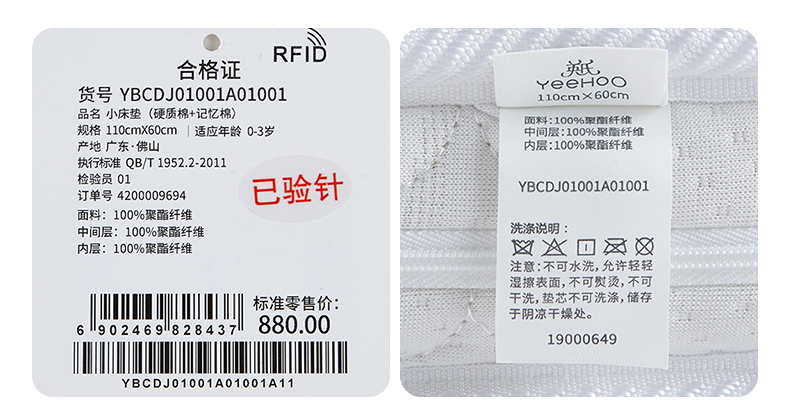 RFID
合格证
货号 YBCDJ01001A01001
品名 小床垫（硬质棉+记忆棉）
规格 110cmX60cm ｜适应年龄 0-3岁
产地 广东·佛山
执行标准 QB/T 1952.2-2011
检验员 01
订单号 4200009694
面料：100%聚酯纤维
中间层：100%聚酯纤维
内层：100%聚酯纤维
已验针
标准零售价：
880.00
6 902469 828437
YBCDJ01001A01001A11
英氏
YeeHOO
110cm×60cm
面料：100%聚酯纤维
中间层：100%聚酯纤维
内层：100%聚酯纤维
YBCDJ01001A01001
洗涤说明：
注意：不可水洗，允许轻轻
湿擦表面，不可熨烫，不可
干洗，垫芯不可洗涤，储存
于阴凉干燥处。
19000649